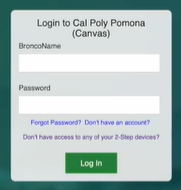 Login to Cal Poly Pomona
(Canvas)
BroncoName
Password
Forgot Password? Don't have an account?
Don't have access to any of your 2-Step devices?
Log In